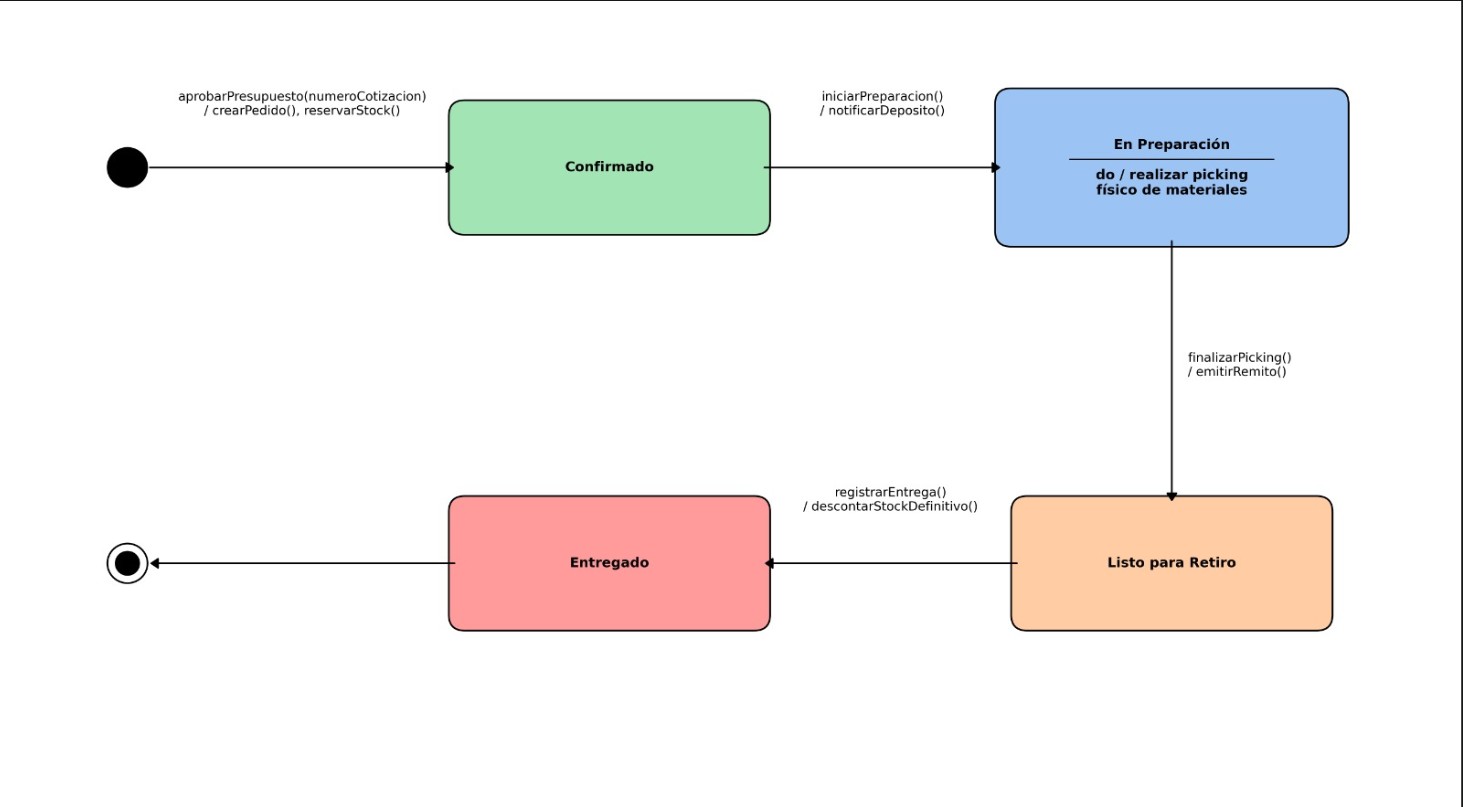 aprobarPresupuesto(numeroCotizacion)
/ crearPedido(), reservarStock()
Confirmado
iniciarPreparacion()
/ notificarDeposito()
En Preparación
do / realizar picking
físico de materiales
finalizarPicking()
/ emitirRemito()
Entregado
registrarEntrega()
/ descontarStockDefinitivo()
Listo para Retiro